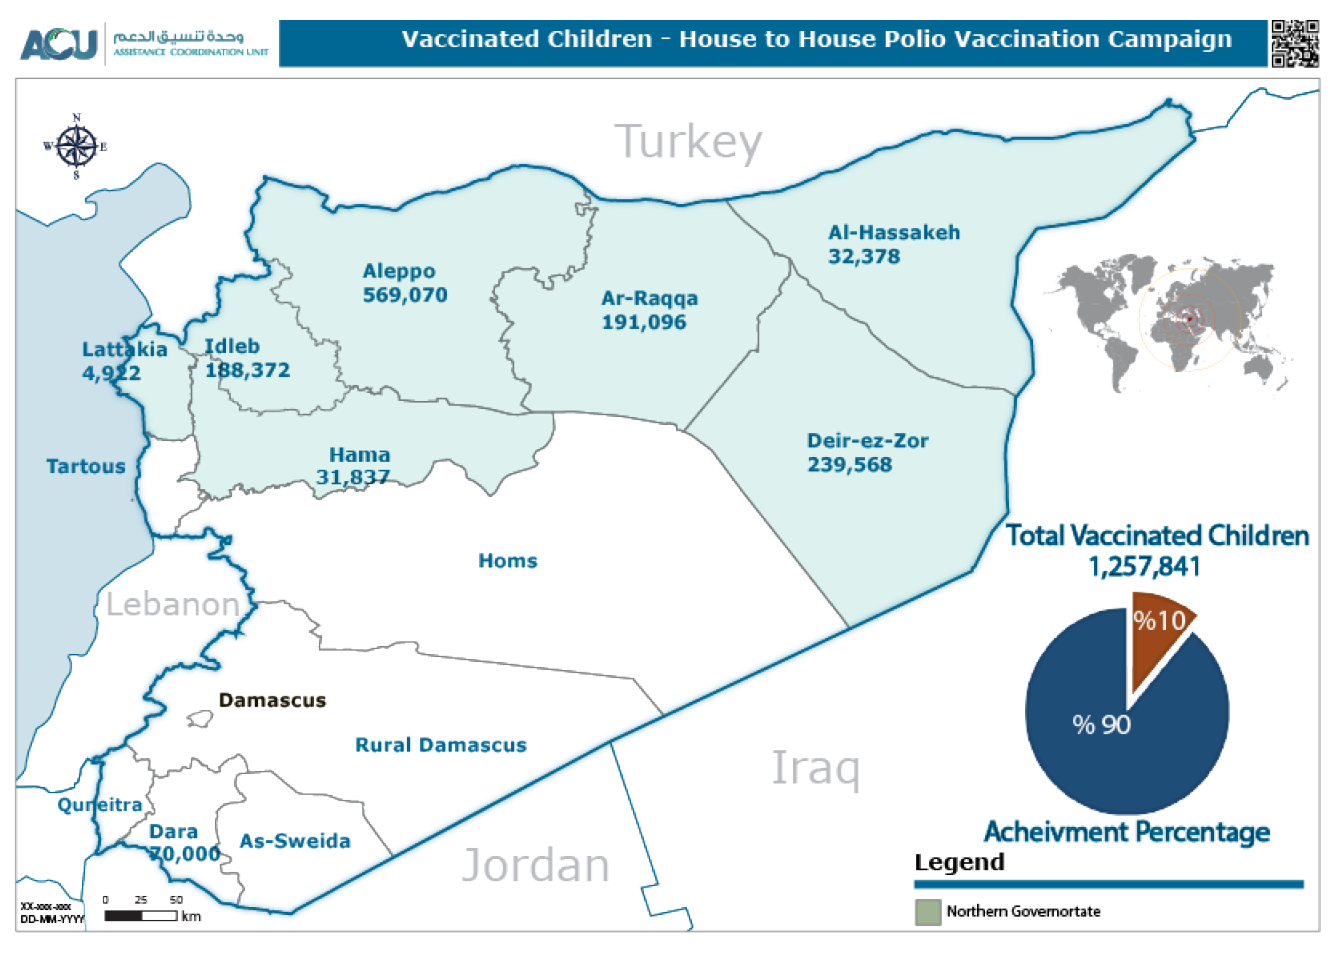 ACU
وحدة تنسيق الدعم
ASSISTANCE COORDINATION UNIT
Vaccinated Children - House to House Polio Vaccination Campaign
N
W E
S
Turkey
Al-Hassakeh
32,378
Aleppo
569,070
Ar-Raqqa
191,096
Lattakia
4,922
Idleb
188,372
Hama
31,837
Deir-ez-Zor
239,568
Tartous
Homs
Total Vaccinated Children
1,257,841
%10
% 90
Acheivment Percentage
Lebanon
Damascus
Rural Damascus
Iraq
Quneitra
Dara
70,000
As-Sweida
Jordan
Legend
Northern Governortate
XX-xxx-xxx
DD-MM-YYYY
0 25 50
km